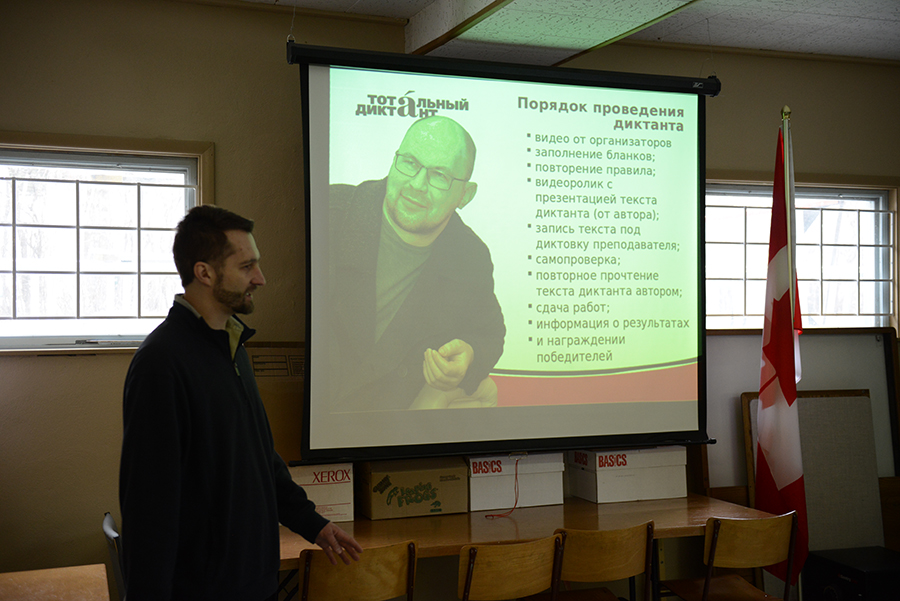 тотальный
диктант
Порядок проведения
диктанта
видео от организаторов
заполнение бланков;
повторение правила;
видеоролик с
презентацией текста
диктанта (от автора);
запись текста под
диктовку преподавателя;
самопроверка;
повторное прочтение
текста диктанта автором;
сдача работ;
информация о результатах
и награждении
победителей
XEROX
BASICS
BASICS